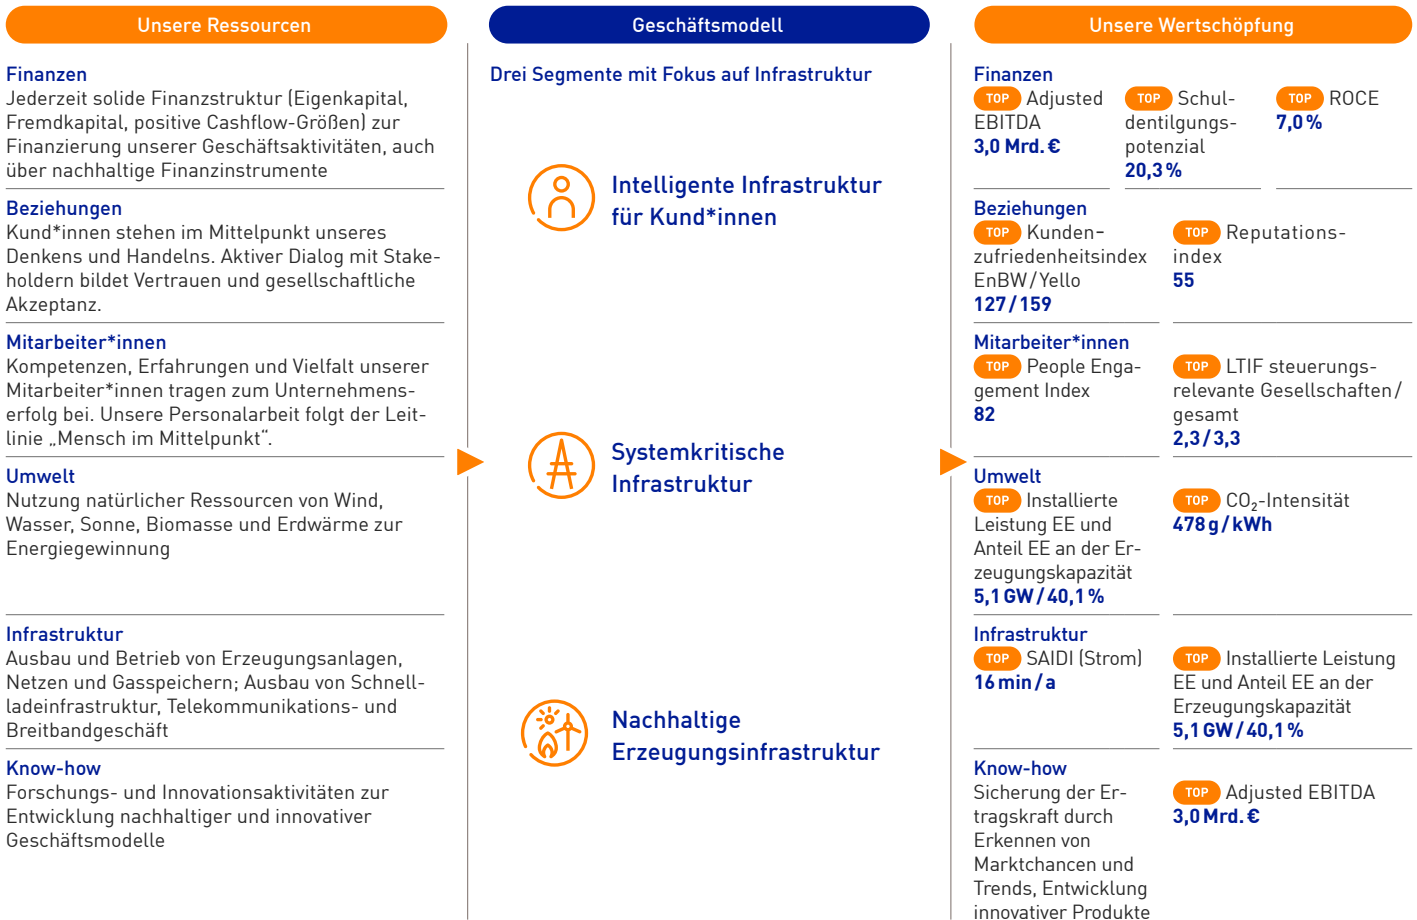 Unsere Ressourcen
Finanzen
Jederzeit solide Finanzstruktur (Eigenkapital,
Fremdkapital, positive Cashflow-Größen) zur
Finanzierung unserer Geschäftsaktivitäten, auch
über nachhaltige Finanzinstrumente
Beziehungen
Kund*innen stehen im Mittelpunkt unseres
Denkens und Handelns. Aktiver Dialog mit Stake-
holdern bildet Vertrauen und gesellschaftliche
Akzeptanz.
Mitarbeiter*innen
Kompetenzen, Erfahrungen und Vielfalt unserer
Mitarbeiter*innen tragen zum Unternehmens-
erfolg bei. Unsere Personalarbeit folgt der Leit-
linie „Mensch im Mittelpunkt“.
Umwelt
Nutzung natürlicher Ressourcen von Wind,
Wasser, Sonne, Biomasse und Erdwärme zur
Energiegewinnung
Infrastruktur
Ausbau und Betrieb von Erzeugungsanlagen,
Netzen und Gasspeichern; Ausbau von Schnell-
ladeinfrastruktur, Telekommunikations- und
Breitbandgeschäft
Know-how
Forschungs- und Innovationsaktivitäten zur
Entwicklung nachhaltiger und innovativer
Geschäftsmodelle
Geschäftsmodell
Drei Segmente mit Fokus auf Infrastruktur
Intelligente Infrastruktur
für Kund*innen
Systemkritische
Infrastruktur
Nachhaltige
Erzeugungsinfrastruktur
Unsere Wertschöpfung
Finanzen
TOP Adjusted
EBITDA
3,0 Mrd. €
TOP Schul-
dentilgungs-
potenzial
20,3 %
TOP ROCE
7,0 %
Beziehungen
TOP Kunden-
zufriedenheitsindex
EnBW / Yello
127 / 159
TOP Reputations-
index
55
Mitarbeiter*innen
TOP People Enga-
gement Index
82
TOP LTIF steuerungs-
relevante Gesellschaften /
gesamt
2,3 / 3,3
Umwelt
TOP Installierte
Leistung EE und
Anteil EE an der Er-
zeugungskapazität
5,1 GW / 40,1 %
TOP CO₂-Intensität
478 g / kWh
Infrastruktur
TOP SAIDI (Strom)
16 min / a
TOP Installierte Leistung
EE und Anteil EE an der
Erzeugungskapazität
5,1 GW / 40,1 %
Know-how
Sicherung der Er-
tragskraft durch
Erkennen von
Marktchancen und
Trends, Entwicklung
innovativer Produkte
TOP Adjusted EBITDA
3,0 Mrd. €